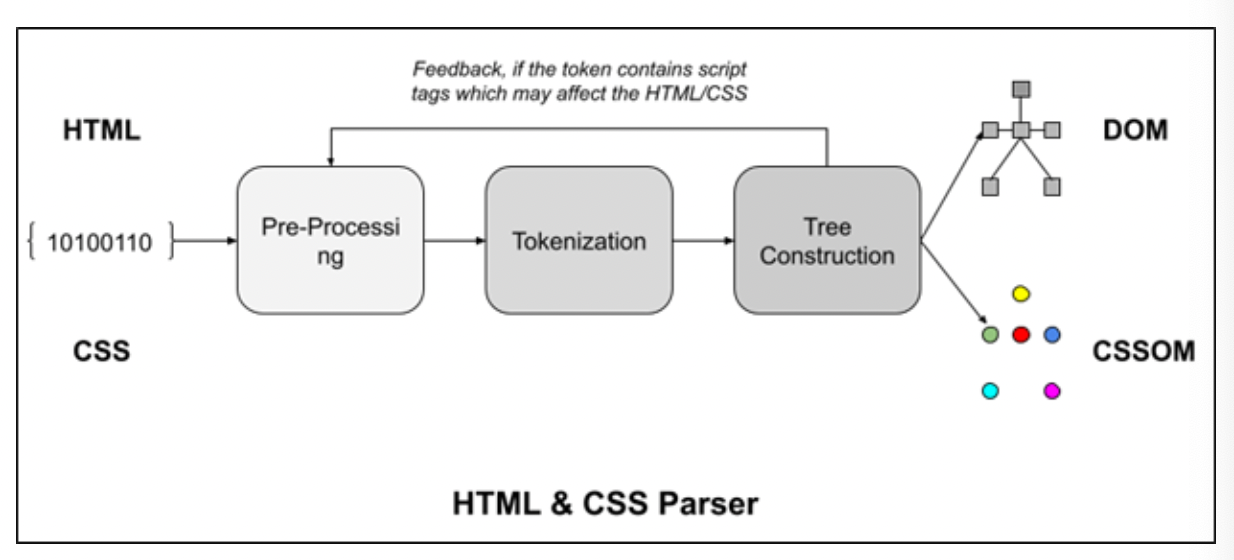 Feedback, if the token contains script
tags which may affect the HTML/CSS
HTML
DOM
{ 10100110 }
Pre-Processi
ng
Tokenization
Tree
Construction
CSS
CSSOM
HTML & CSS Parser